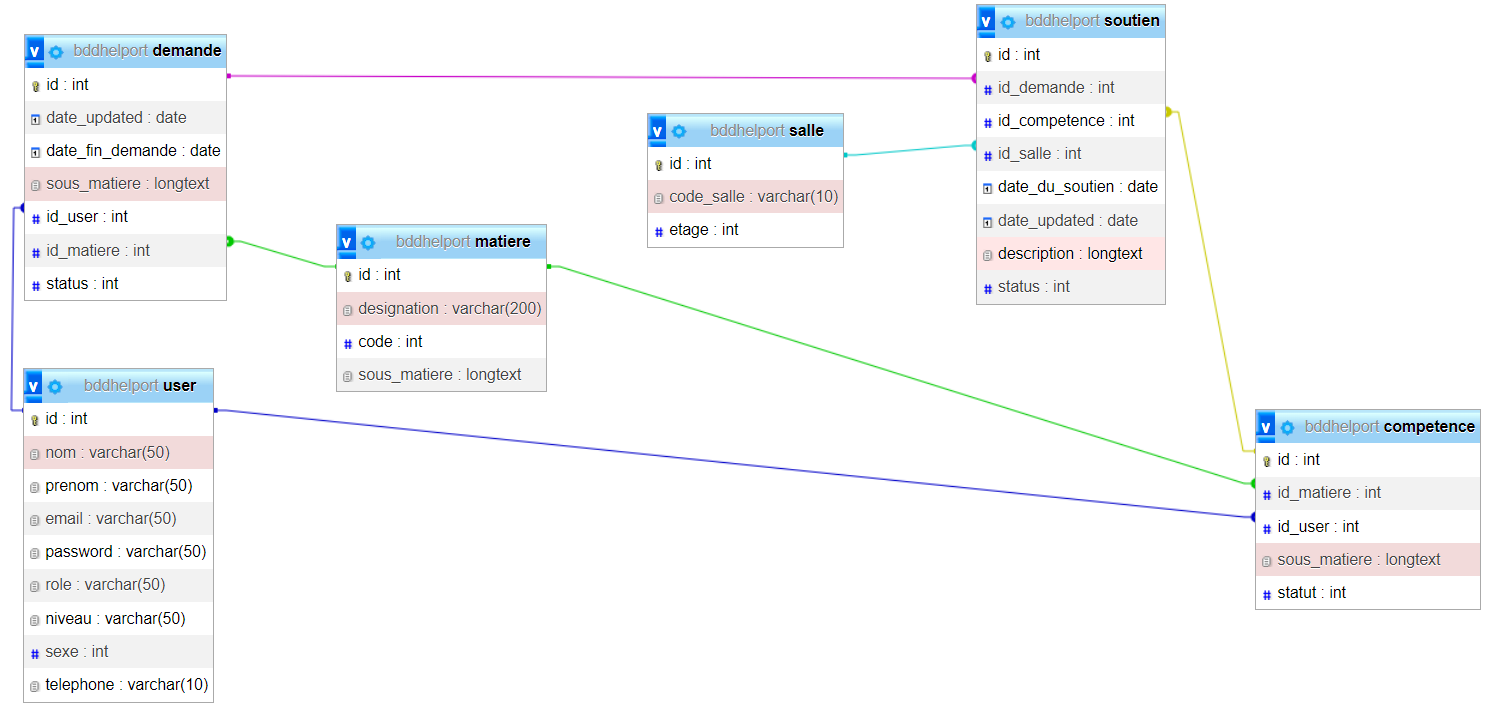 v bddhelport demande
id : int
date_updated : date
date_fin_demande : date
sous_matiere : longtext
# id_user : int
# id_matiere : int
# status : int
v bddhelport user
id : int
nom : varchar(50)
prenom : varchar(50)
email : varchar(50)
password : varchar(50)
role : varchar(50)
niveau : varchar(50)
# sexe : int
telephone : varchar(10)
v bddhelport matiere
id : int
designation : varchar(200)
# code : int
sous_matiere : longtext
v bddhelport salle
id : int
code_salle : varchar(10)
# etage : int
v bddhelport soutien
id : int
# id_demande : int
# id_competence : int
# id_salle : int
date_du_soutien : date
date_updated : date
description : longtext
# status : int
v bddhelport competence
id : int
# id_matiere : int
# id_user : int
sous_matiere : longtext
# statut : int